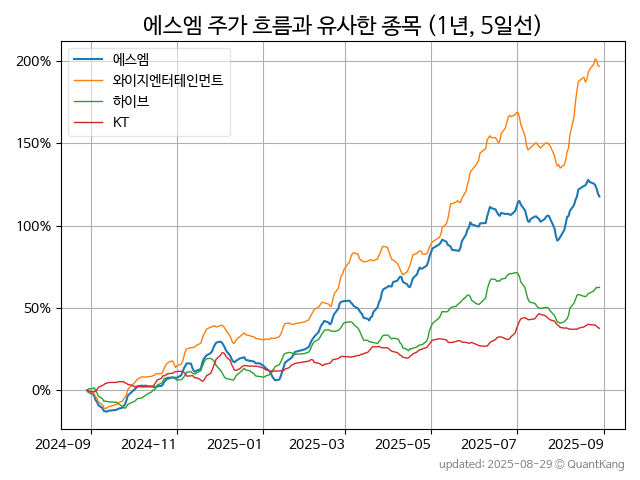 에스엠 주가 흐름과 유사한 종목 (1년, 5일선)
에스엠
와이지엔터테인먼트
하이브
KT
200%
150%
100%
50%
0%
2024-09 2024-11 2025-01 2025-03 2025-05 2025-07 2025-09
updated: 2025-08-29 © QuantKang